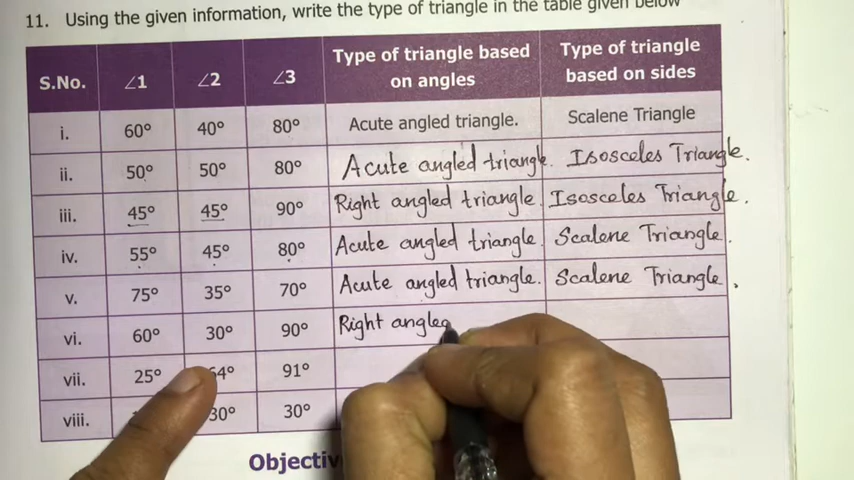 11. Using the given information, write the type of triangle in the table given below
S.No. ∠1 ∠2 ∠3 Type of triangle based on angles Type of triangle based on sides
i. 60° 40° 80° Acute angled triangle. Scalene Triangle
ii. 50° 50° 80° Acute angled triangle. Isosceles Triangle.
iii. 45° 45° 90° Right angled triangle. Isosceles Triangle.
iv. 55° 45° 80° Acute angled triangle. Scalene Triangle.
v. 75° 35° 70° Acute angled triangle. Scalene Triangle.
vi. 60° 30° 90° Right angle
vii. 25° 91°
viii. 30° 30°